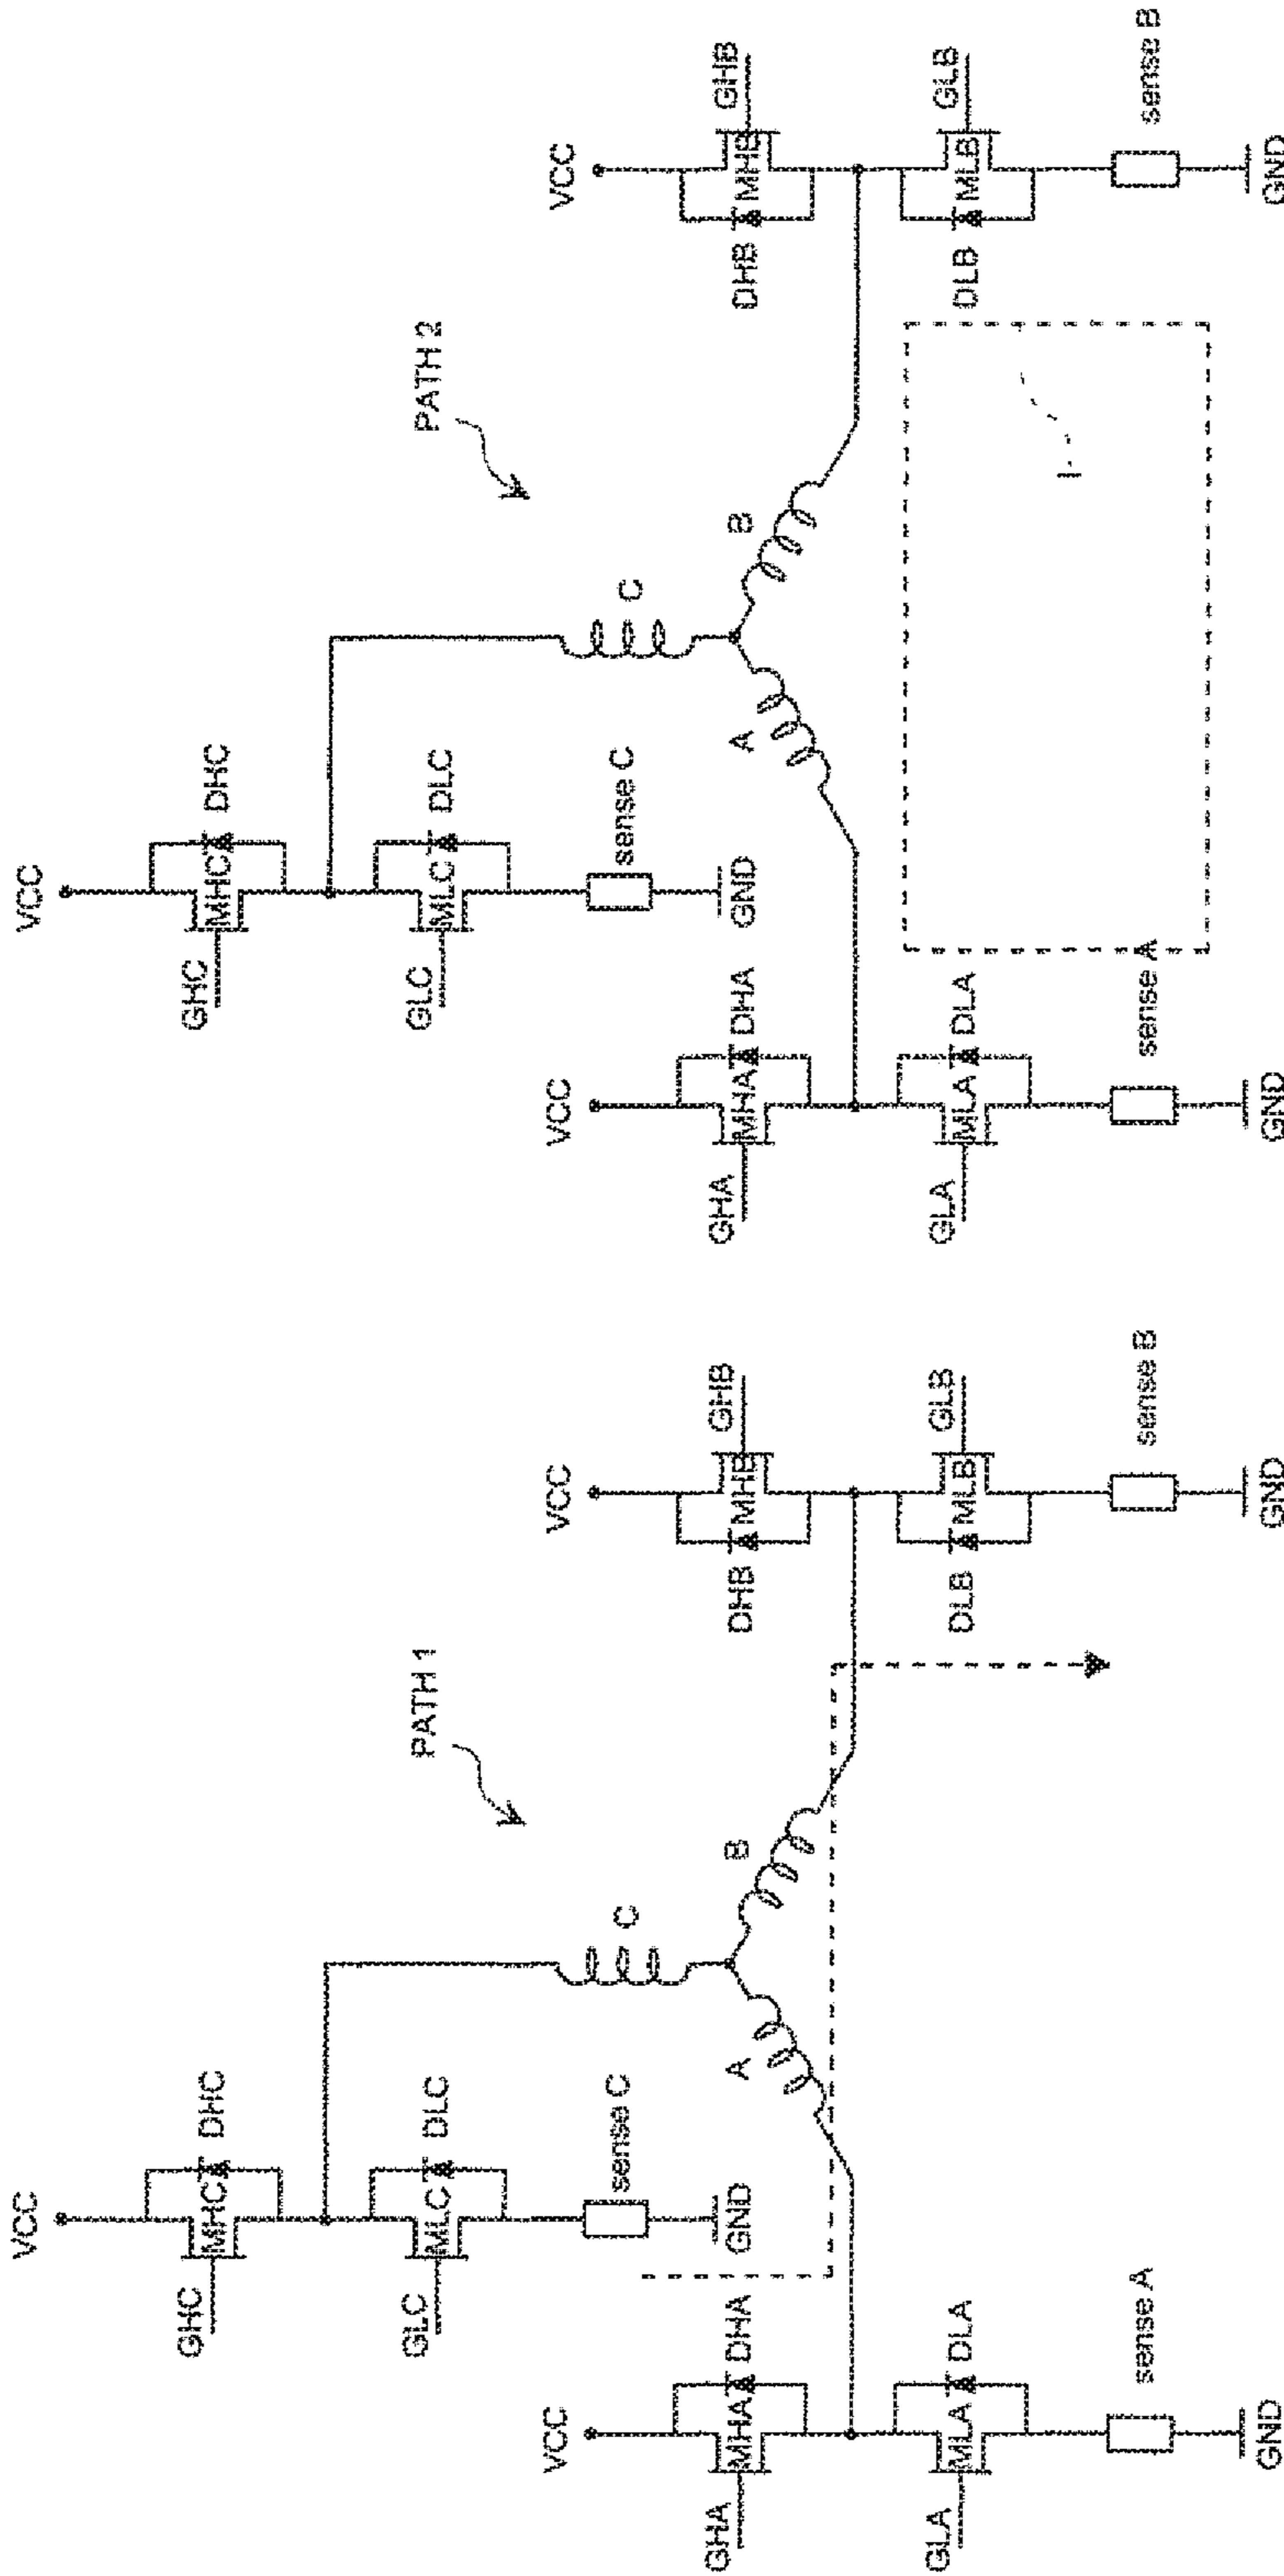 VCC
GHC
MHC
DHC
GLC
MLC
DLC
sense C
GND
PATH 1
C
A
B
VCC
GHA
MHA
DHA
GLA
MLA
DLA
sense A
GND
VCC
DHB
MHB
GHB
DLB
MLB
GLB
sense B
GND
VCC
GHC
MHC
DHC
GLC
MLC
DLC
sense C
GND
PATH 2
C
A
B
VCC
GHA
MHA
DHA
GLA
MLA
DLA
sense A
GND
VCC
DHB
MHB
GHB
DLB
MLB
GLB
sense B
GND